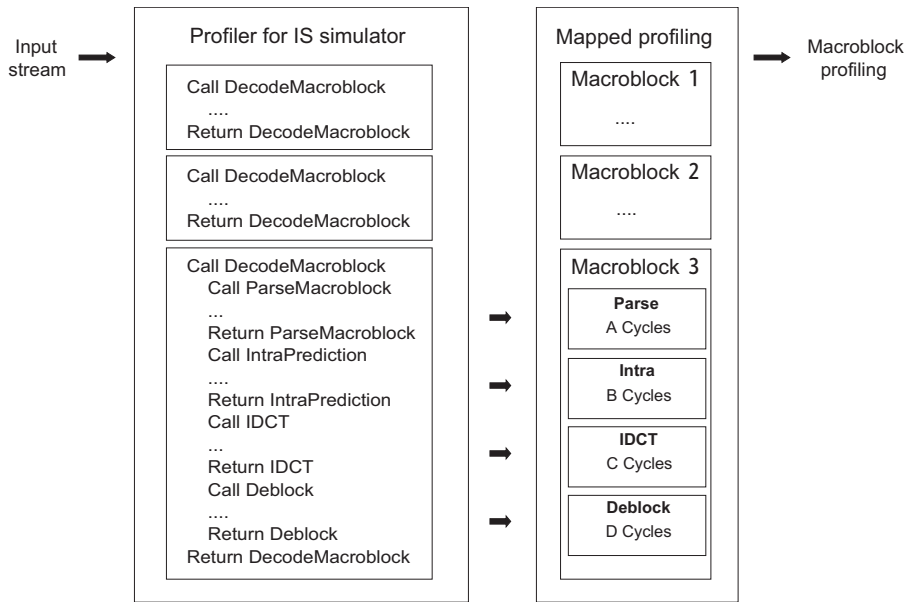 Input
stream
Profiler for IS simulator
Call DecodeMacroblock
....
Return DecodeMacroblock
Call DecodeMacroblock
....
Return DecodeMacroblock
Call DecodeMacroblock
Call ParseMacroblock
...
Return ParseMacroblock
Call IntraPrediction
....
Return IntraPrediction
Call IDCT
...
Return IDCT
Call Deblock
....
Return Deblock
Return DecodeMacroblock
Mapped profiling
Macroblock 1
....
Macroblock 2
....
Macroblock 3
Parse
A Cycles
Intra
B Cycles
IDCT
C Cycles
Deblock
D Cycles
Macroblock
profiling